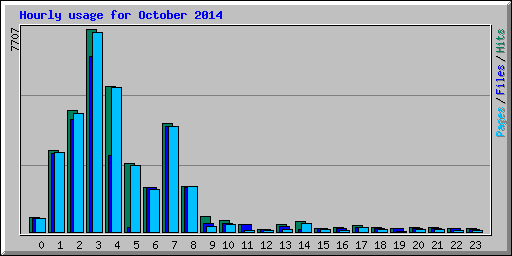 Hourly usage for October 2014
7707
Pages/Files/Hits
0 1 2 3 4 5 6 7 8 9 10 11 12 13 14 15 16 17 18 19 20 21 22 23